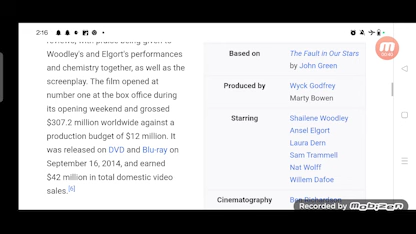 2:16
reviews, with praise being given to
Woodley's and Elgort's performances
and chemistry together, as well as the
screenplay. The film opened at
number one at the box office during
its opening weekend and grossed
$307.2 million worldwide against a
production budget of $12 million. It
was released on DVD and Blu-ray on
September 16, 2014, and earned
$42 million in total domestic video
sales.[6]
Based on
The Fault in Our Stars
by John Green
Produced by
Wyck Godfrey
Marty Bowen
Starring
Shailene Woodley
Ansel Elgort
Laura Dern
Sam Trammell
Nat Wolff
Willem Dafoe
Cinematography
Ben Richardson
Recorded by Mobizen